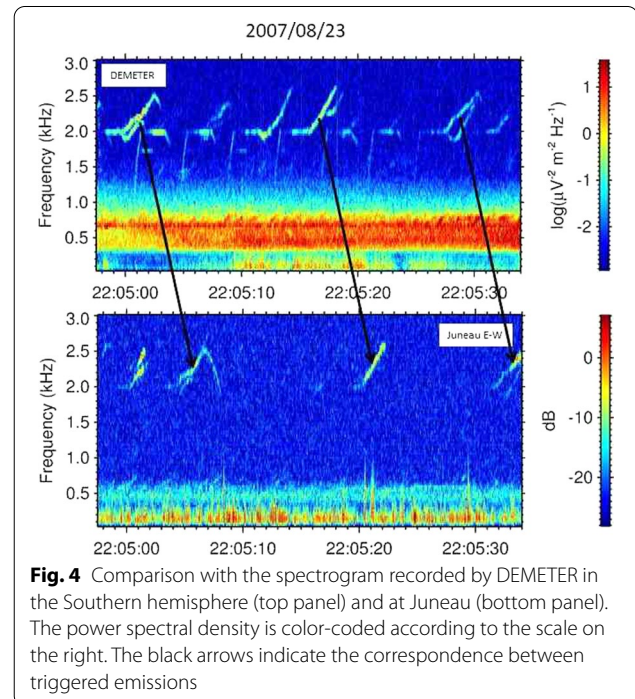 2007/08/23
DEMETER
3.0
2.5
2.0
1.5
1.0
0.5
Frequency (kHz)
22:05:00 22:05:10 22:05:20 22:05:30
1
0
-1
-2
log(µV⁻² m⁻² Hz⁻¹)
Juneau E-W
3.0
2.5
2.0
1.5
1.0
0.5
Frequency (kHz)
22:05:00 22:05:10 22:05:20 22:05:30
0
-10
-20
dB
Fig. 4 Comparison with the spectrogram recorded by DEMETER in
the Southern hemisphere (top panel) and at Juneau (bottom panel).
The power spectral density is color-coded according to the scale on
the right. The black arrows indicate the correspondence between
triggered emissions